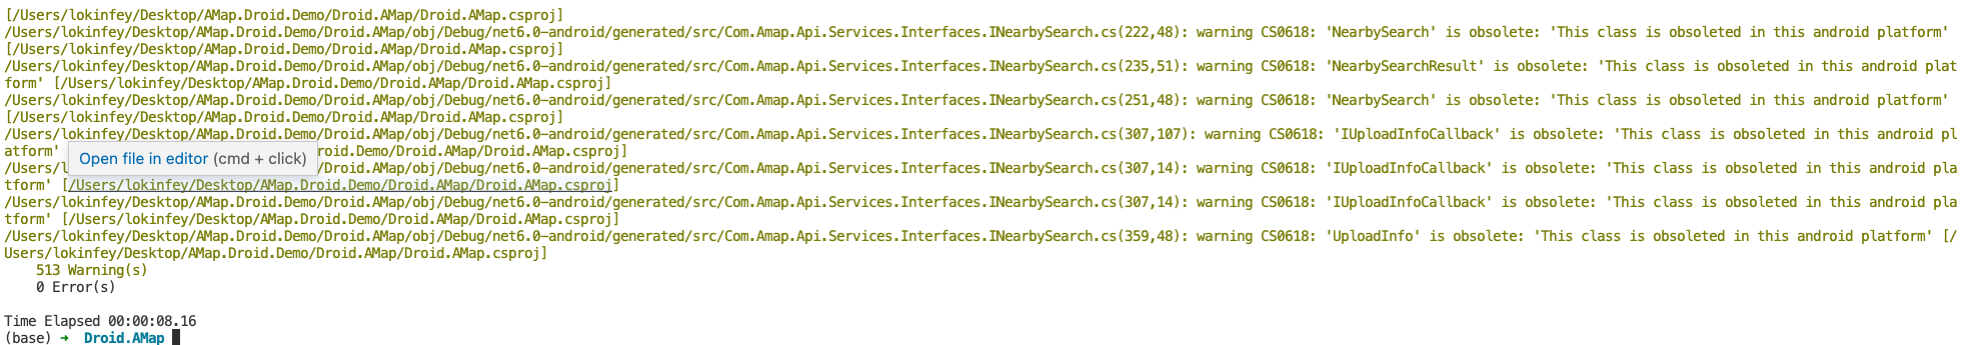 [/Users/lokinfey/Desktop/AMap.Droid.Demo/Droid.AMap/Droid.AMap.csproj]
/Users/lokinfey/Desktop/AMap.Droid.Demo/Droid.AMap/obj/Debug/net6.0-android/generated/src/Com.Amap.Api.Services.Interfaces.INearbySearch.cs(222,48): warning CS0618: 'NearbySearch' is obsolete: 'This class is obsoleted in this android platform'
[/Users/lokinfey/Desktop/AMap.Droid.Demo/Droid.AMap/Droid.AMap.csproj]
/Users/lokinfey/Desktop/AMap.Droid.Demo/Droid.AMap/obj/Debug/net6.0-android/generated/src/Com.Amap.Api.Services.Interfaces.INearbySearch.cs(235,51): warning CS0618: 'NearbySearchResult' is obsolete: 'This class is obsoleted in this android plat
form' [/Users/lokinfey/Desktop/AMap.Droid.Demo/Droid.AMap/Droid.AMap.csproj]
/Users/lokinfey/Desktop/AMap.Droid.Demo/Droid.AMap/obj/Debug/net6.0-android/generated/src/Com.Amap.Api.Services.Interfaces.INearbySearch.cs(251,48): warning CS0618: 'NearbySearch' is obsolete: 'This class is obsoleted in this android platform'
[/Users/lokinfey/Desktop/AMap.Droid.Demo/Droid.AMap/Droid.AMap.csproj]
/Users/lokinfey/Desktop/AMap.Droid.Demo/Droid.AMap/obj/Debug/net6.0-android/generated/src/Com.Amap.Api.Services.Interfaces.INearbySearch.cs(307,107): warning CS0618: 'IUploadInfoCallback' is obsolete: 'This class is obsoleted in this android pl
atform' roid.Demo/Droid.AMap/Droid.AMap.csproj]
Open file in editor (cmd + click)
/Users/l .Droid.Demo/Droid.AMap/obj/Debug/net6.0-android/generated/src/Com.Amap.Api.Services.Interfaces.INearbySearch.cs(307,14): warning CS0618: 'IUploadInfoCallback' is obsolete: 'This class is obsoleted in this android pla
tform' [/Users/lokinfey/Desktop/AMap.Droid.Demo/Droid.AMap/Droid.AMap.csproj]
/Users/lokinfey/Desktop/AMap.Droid.Demo/Droid.AMap/obj/Debug/net6.0-android/generated/src/Com.Amap.Api.Services.Interfaces.INearbySearch.cs(307,14): warning CS0618: 'IUploadInfoCallback' is obsolete: 'This class is obsoleted in this android pla
tform' [/Users/lokinfey/Desktop/AMap.Droid.Demo/Droid.AMap/Droid.AMap.csproj]
/Users/lokinfey/Desktop/AMap.Droid.Demo/Droid.AMap/obj/Debug/net6.0-android/generated/src/Com.Amap.Api.Services.Interfaces.INearbySearch.cs(359,48): warning CS0618: 'UploadInfo' is obsolete: 'This class is obsoleted in this android platform' [/
Users/lokinfey/Desktop/AMap.Droid.Demo/Droid.AMap/Droid.AMap.csproj]
513 Warning(s)
0 Error(s)
Time Elapsed 00:00:08.16
(base) ➜ Droid.AMap